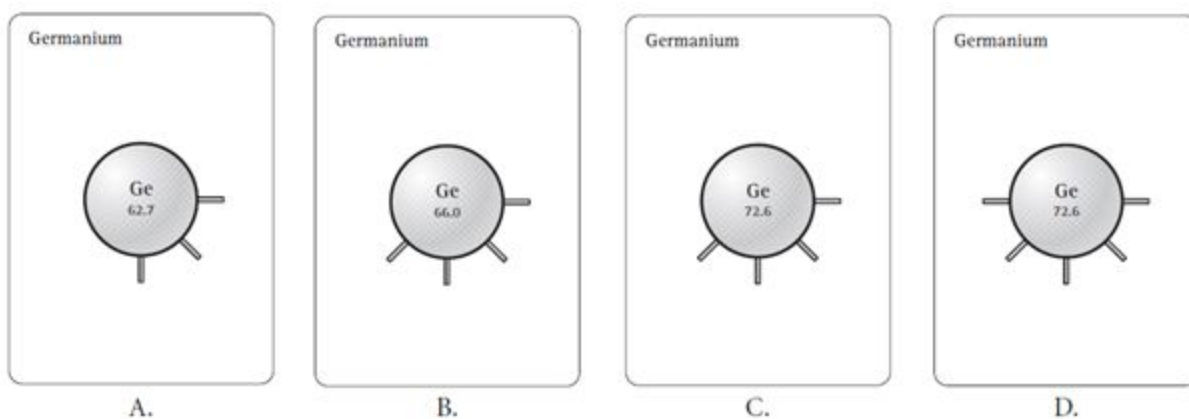 Germanium
Ge
62.7
A.
Germanium
Ge
66.0
B.
Germanium
Ge
72.6
C.
Germanium
Ge
72.6
D.